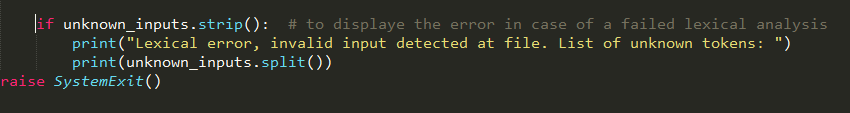 if unknown_inputs.strip():  # to displaye the error in case of a failed lexical analysis
print("Lexical error, invalid input detected at file. List of unknown tokens: ")
print(unknown_inputs.split())
raise SystemExit()